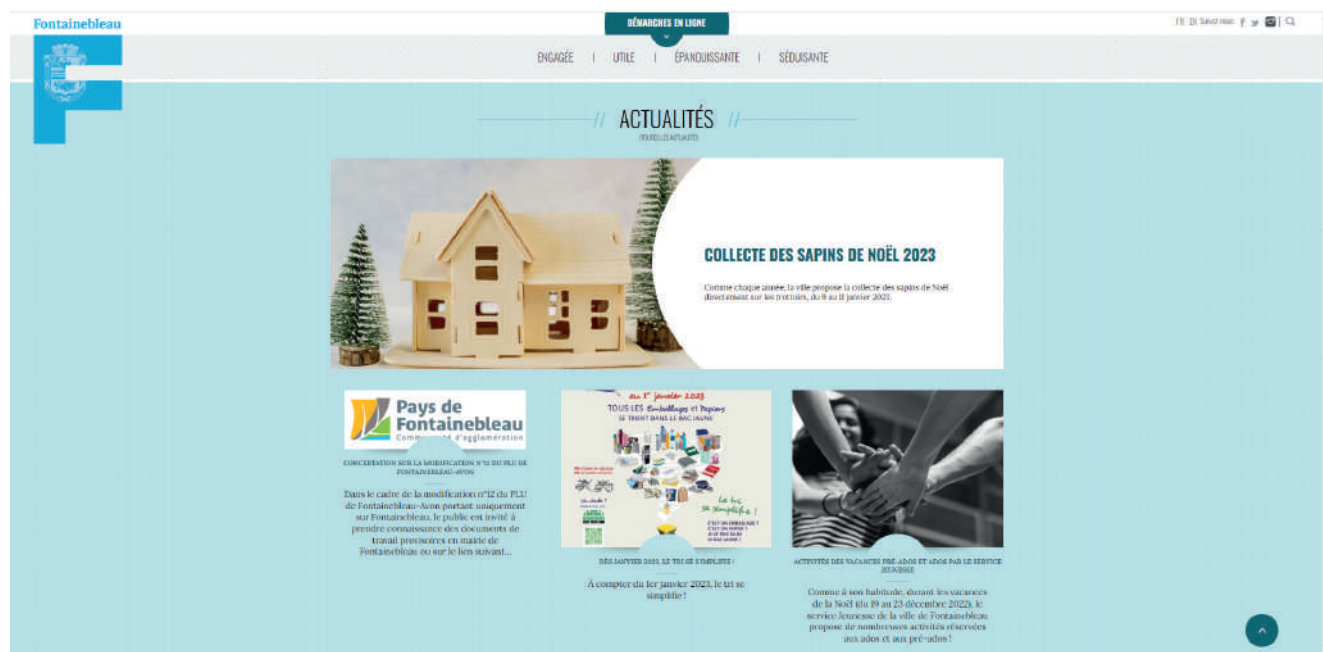 Fontainebleau
DÉMARCHES EN LIGNE
FR
Suivez-nous
ENGAGÉE | UTILE | ÉPANOUISSANTE | SÉDUISANTE
// ACTUALITÉS //
COLLECTE DES SAPINS DE NOËL 2023
Comme chaque année, la ville propose la collecte des sapins de Noël
directement sur les trottoirs, du 9 au 11 janvier 2023.
Pays de
Fontainebleau
d'agglomération
CONCERTATION SUR LA MODIFICATION N°12 DU PLU DE
FONTAINEBLEAU-AVON
Dans le cadre de la modification n°12 du PLU
de Fontainebleau-Avon portant uniquement
sur Fontainebleau, le public est invité à
prendre connaissance des documents de
travail provisoires en mairie de
Fontainebleau ou sur le lien suivant...
au 1er janvier 2023
TOUS LES Emballages et Papiers
SE TRIENT DANS LE BAC JAUNE
Le tri
se simplifie !
C'EST UN EMBALLAGE ?
C'EST UN PAPIER ?
DÈS JANVIER 2023, LE TRI SE SIMPLIFIE !
À compter du 1er janvier 2023, le tri se
simplifie !
ACTIVITÉS DES VACANCES PRÉ-ADOS ET ADOS PAR LE SERVICE
JEUNESSE
Comme à son habitude, durant les vacances
de la Noël (du 19 au 23 décembre 2022), le
service Jeunesse de la ville de Fontainebleau
propose de nombreuses activités réservées
aux ados et aux pré-ados !